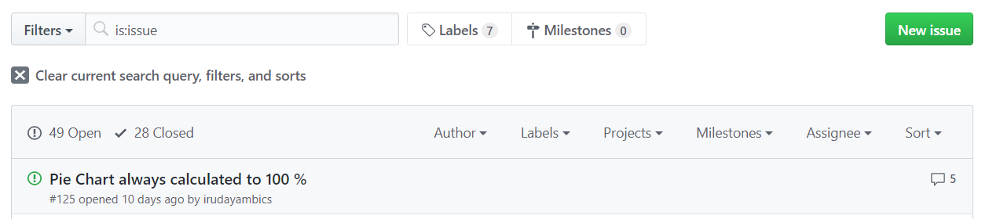 Filters is:issue Labels 7 Milestones 0 New issue
Clear current search query, filters, and sorts
49 Open 28 Closed Author Labels Projects Milestones Assignee Sort
Pie Chart always calculated to 100 % 5
#125 opened 10 days ago by irudayambics